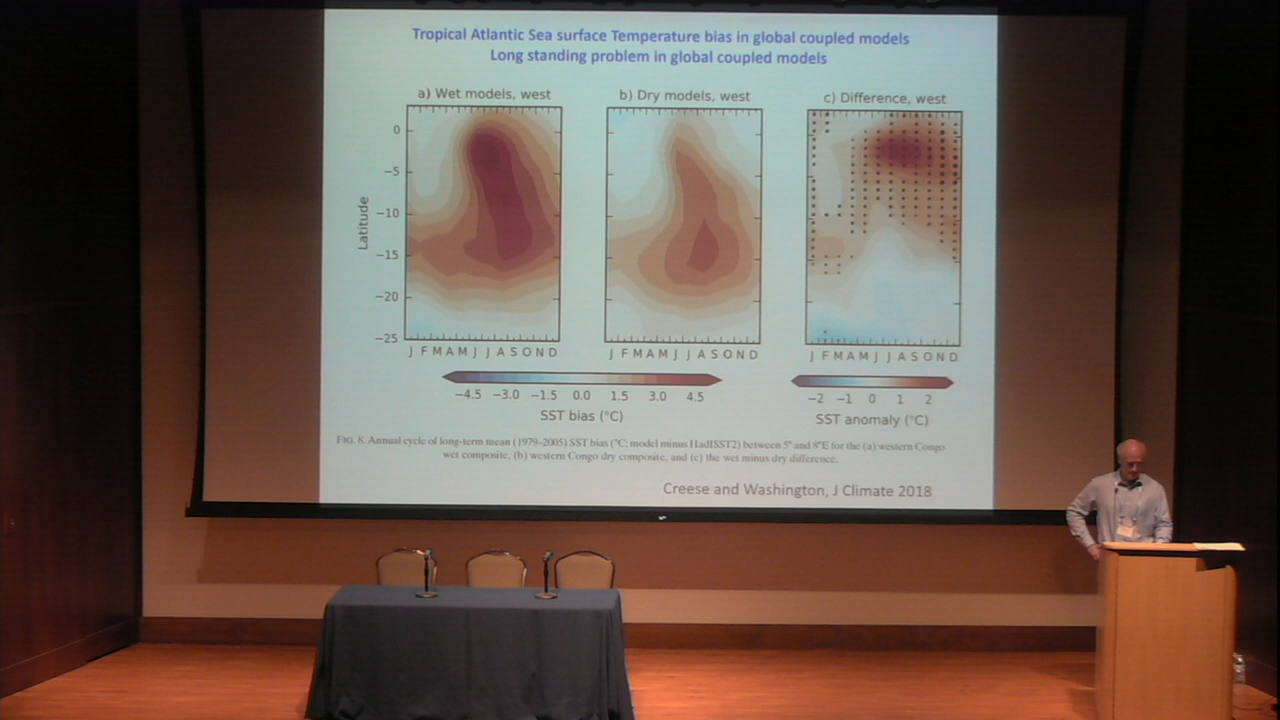 Tropical Atlantic Sea surface Temperature bias in global coupled models
Long standing problem in global coupled models
a) Wet models, west
b) Dry models, west
c) Difference, west
Latitude
0
−5
−10
−15
−20
−25
J F M A M J J A S O N D
J F M A M J J A S O N D
J F M A M J J A S O N D
−4.5 −3.0 −1.5 0.0 1.5 3.0 4.5
SST bias (°C)
−2 −1 0 1 2
SST anomaly (°C)
FIG. 8. Annual cycle of long-term mean (1979–2005) SST bias (°C; model minus HadISST2) between 5° and 8°E for the (a) western Congo
wet composite, (b) western Congo dry composite, and (c) the wet minus dry difference.
Creese and Washington, J Climate 2018